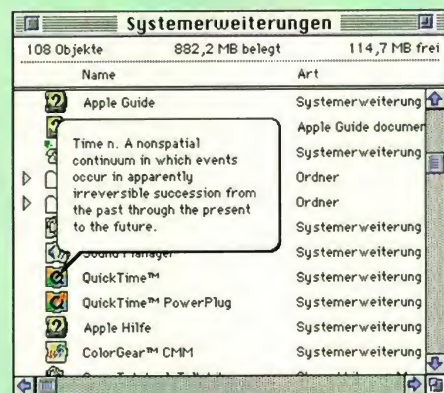 Systemerweiterungen
108 Objekte 882,2 MB belegt 114,7 MB frei
Name Art
Apple Guide Systemerweiterung
Apple Guide documen
Systemerweiterung
Ordner
Ordner
Systemerweiterung
Time n. A nonspatial
continuum in which events
occur in apparently
irreversible succession from
the past through the present
to the future.
Sound Manager Systemerweiterung
QuickTime™ Systemerweiterung
QuickTime™ PowerPlug Systemerweiterung
Apple Hilfe Systemerweiterung
ColorGear™ CMM Systemerweiterung